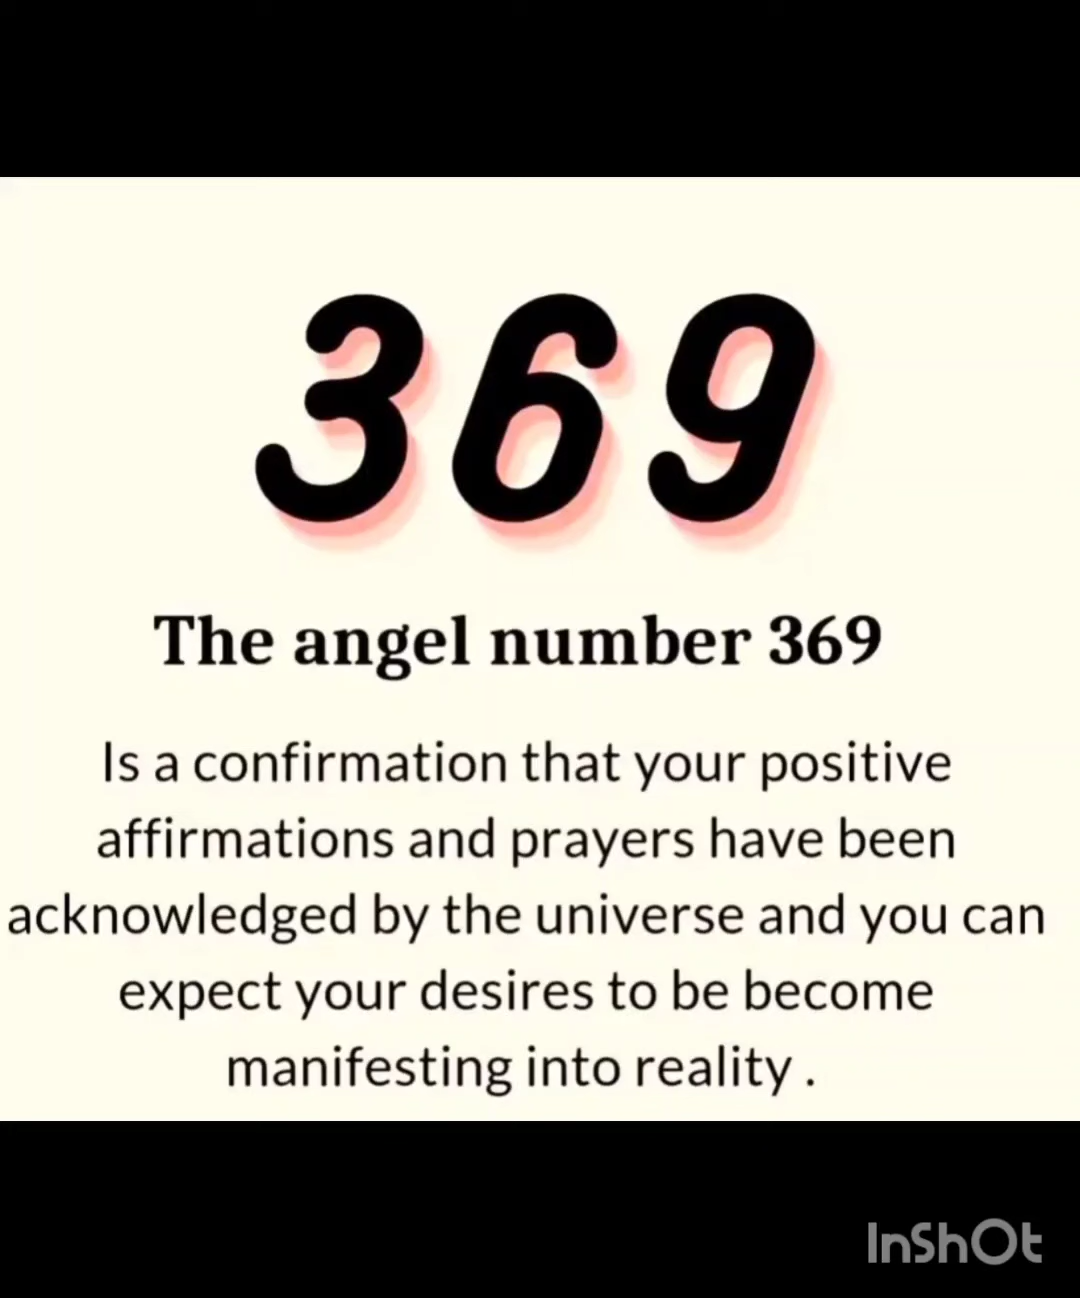 369
The angel number 369
Is a confirmation that your positive
affirmations and prayers have been
acknowledged by the universe and you can
expect your desires to be become
manifesting into reality .
InShOt